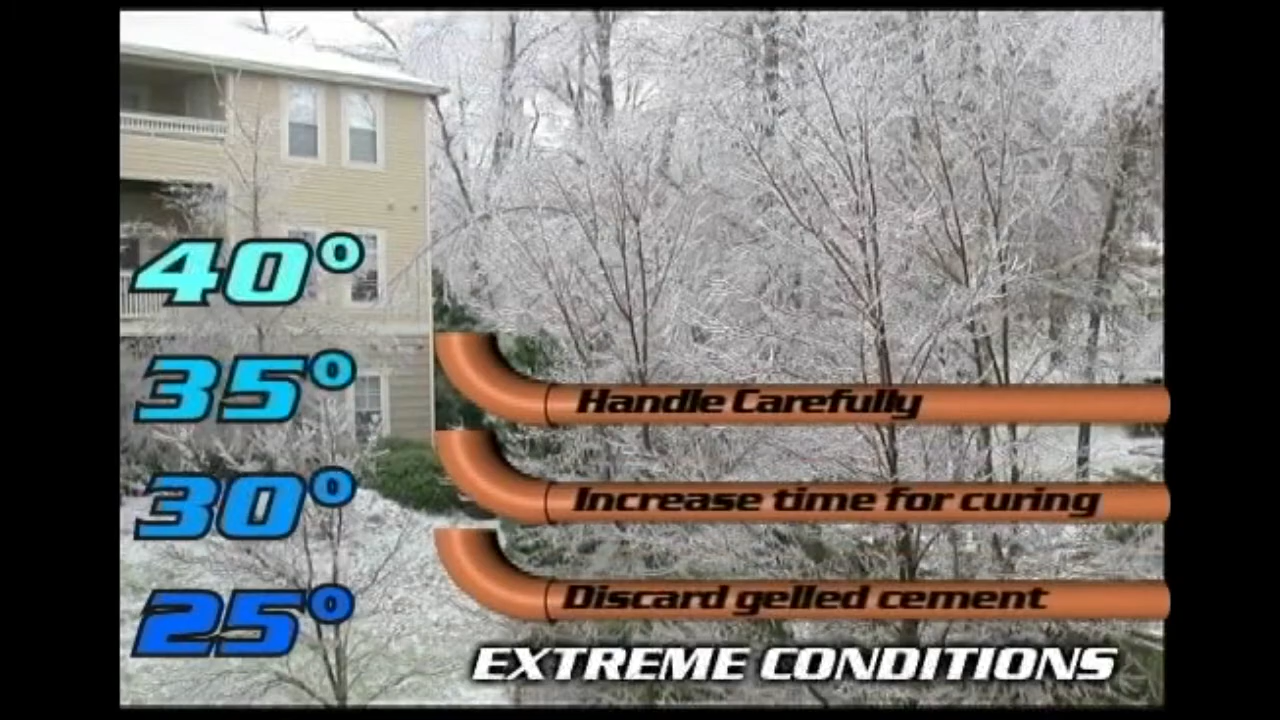 40°
35°
30°
25°
Handle Carefully
Increase time for curing
Discard gelled cement
EXTREME CONDITIONS